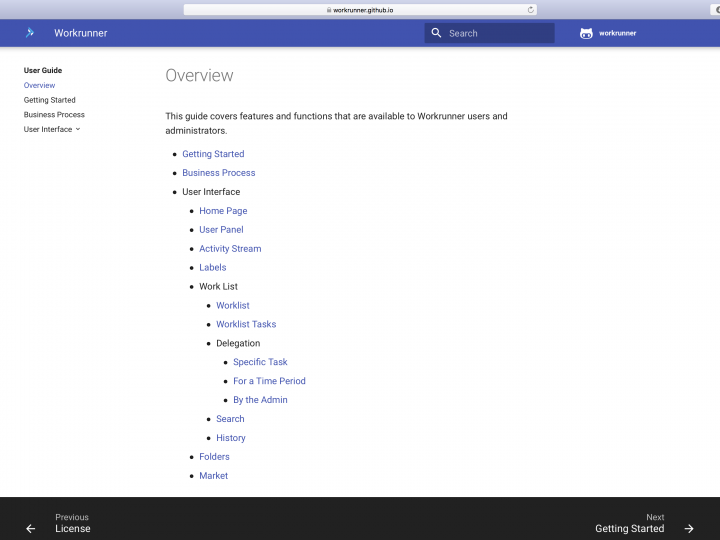 workrunner.github.io
Workrunner
Search
workrunner
User Guide
Overview
Getting Started
Business Process
User Interface
Overview
This guide covers features and functions that are available to Workrunner users and
administrators.
Getting Started
Business Process
User Interface
Home Page
User Panel
Activity Stream
Labels
Work List
Worklist
Worklist Tasks
Delegation
Specific Task
For a Time Period
By the Admin
Search
History
Folders
Market
Previous
License
Next
Getting Started